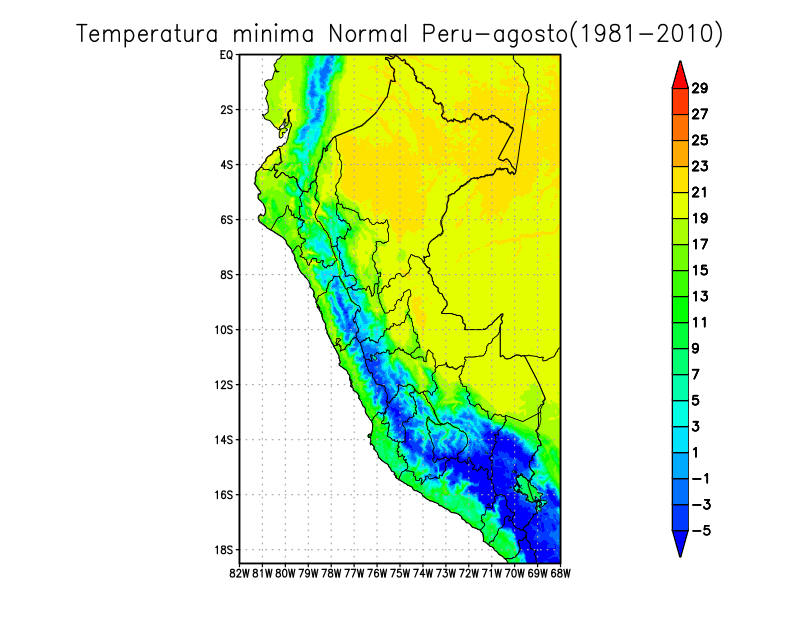 Temperatura minima Normal Peru-agosto(1981-2010)
EQ
2S
4S
6S
8S
10S
12S
14S
16S
18S
82W 81W 80W 79W 78W 77W 76W 75W 74W 73W 72W 71W 70W 69W 68W
29
27
25
23
21
19
17
15
13
11
9
7
5
3
1
-1
-3
-5